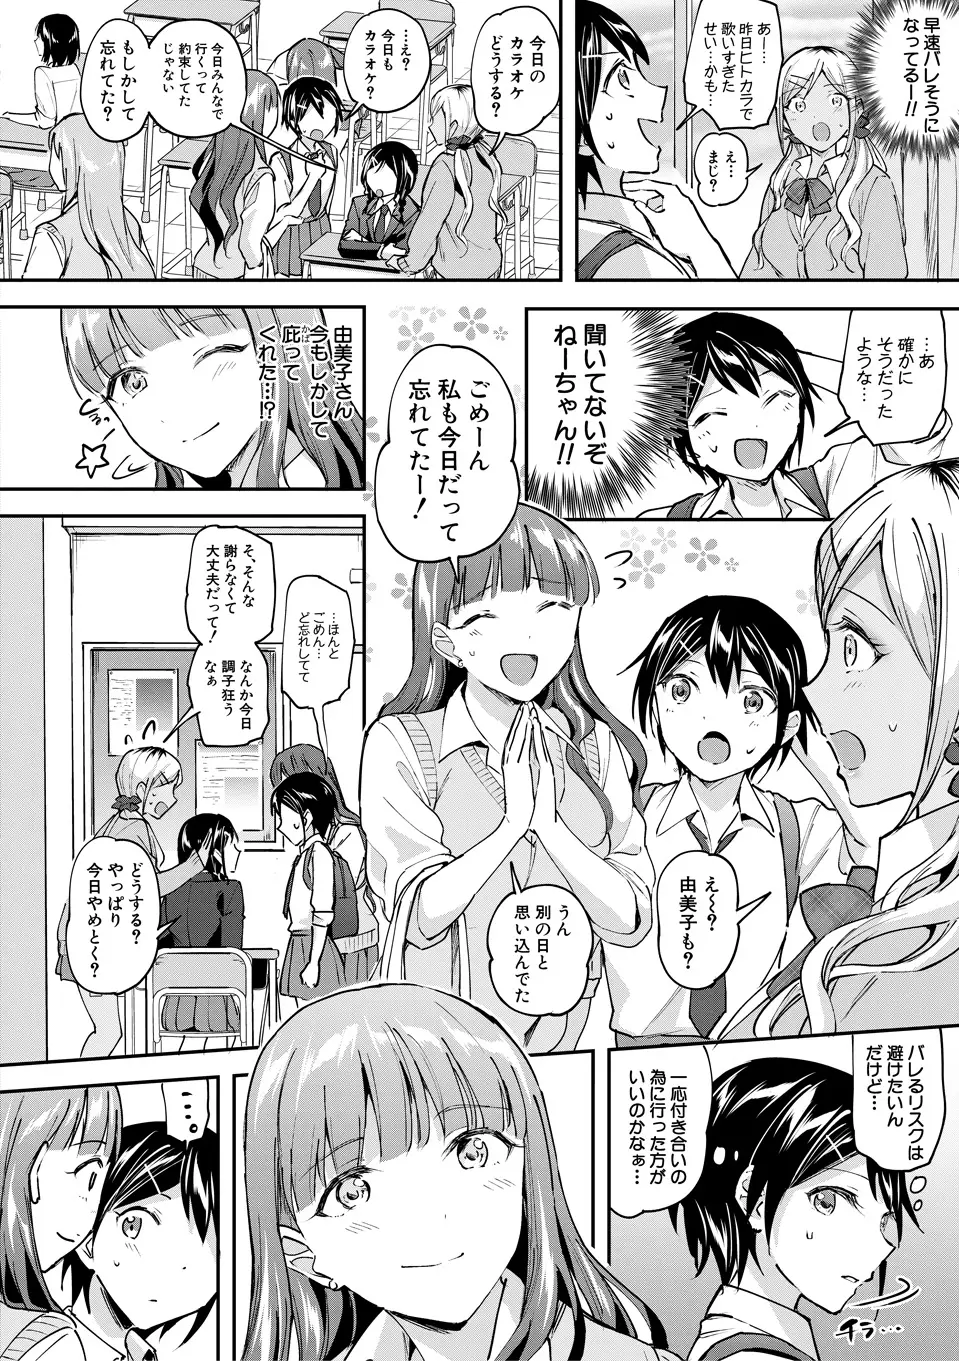 早速バレそうに
なってるー!!
あー…
昨日ヒトカラで
歌いすぎた
せい…かも…
え…
まじ?
今日の
カラオケ
どうする?
…え?
今日も
カラオケ?
今日みんなで
行くって
約束してた
じゃない
もしかして
忘れてた?
…あ
確かに
そうだった
ような…
聞いてないぞ
ねーちゃん!!
ごめーん
私も今日だって
忘れてたー!
由美子さん
今もしかして
庇って
かば
くれた…!?
え〜?
由美子も?
うん
別の日と
思い込んでた
…ほんと
ごめん…
ど忘れして
そ、そんな
謝らなくて
大丈夫だって!
なんか今日
調子狂う
なぁ
どうする?
やっぱり
今日やめとく?
バレるリスクは
避けたいん
だけど…
一応付き合いの
為に行った方が
いいのかなぁ…
チラ…
…。